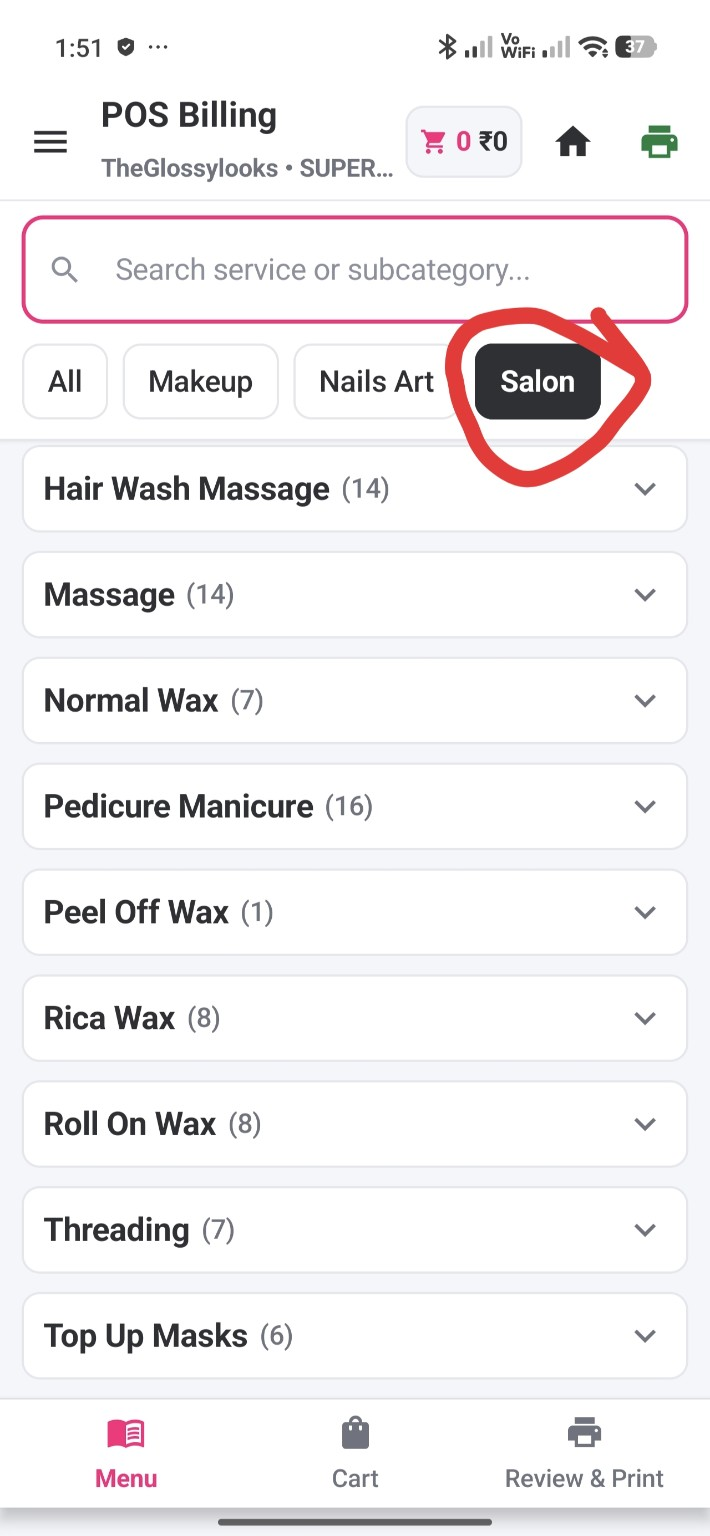 1:51
Vo WiFi
37
POS Billing
TheGlossylooks • SUPER...
0 ₹0
Search service or subcategory...
All Makeup Nails Art Salon
Hair Wash Massage (14)
Massage (14)
Normal Wax (7)
Pedicure Manicure (16)
Peel Off Wax (1)
Rica Wax (8)
Roll On Wax (8)
Threading (7)
Top Up Masks (6)
Menu Cart Review & Print